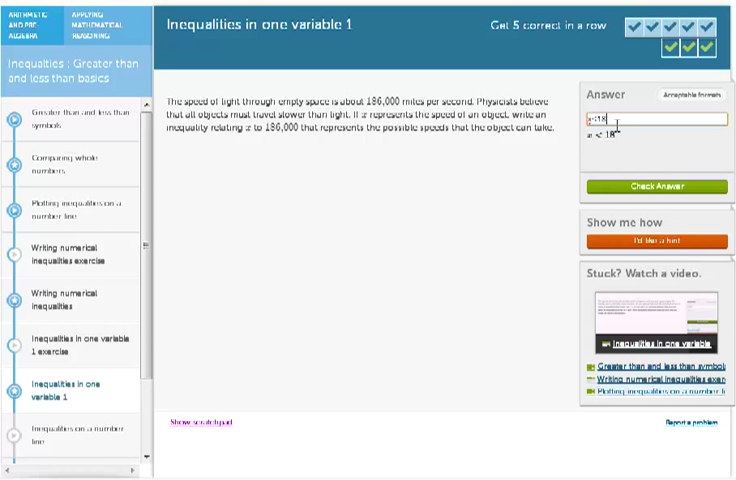 ARITHMETIC
AND PRE
ALGEBRA
APPLYING
MATHEMATICAL
REASONING
Inequalities : Greater than
and less than basics
Greater than and less than
symbols
Comparing whole
numbers
Plotting inequalities on a
number line
Writing numerical
inequalities exercise
Writing numerical
inequalities
Inequalities in one variable
1 exercise
Inequalities in one
variable 1
Inequalities on a number
line
Inequalities in one variable 1
Get 5 correct in a row
The speed of light through empty space is about 186,000 miles per second. Physicists believe
that all objects must travel slower than light. If x represents the speed of an object, write an
inequality relating x to 186,000 that represents the possible speeds that the object can take.
Answer
Acceptable formats
x<18
x < 18
Check Answer
Show me how
I'd like a hint
Stuck? Watch a video.
Inequalities in one variable
Greater than and less than symbols
Writing numerical inequalities exer
Plotting inequalities on a number li
Show scratchpad
Report a problem